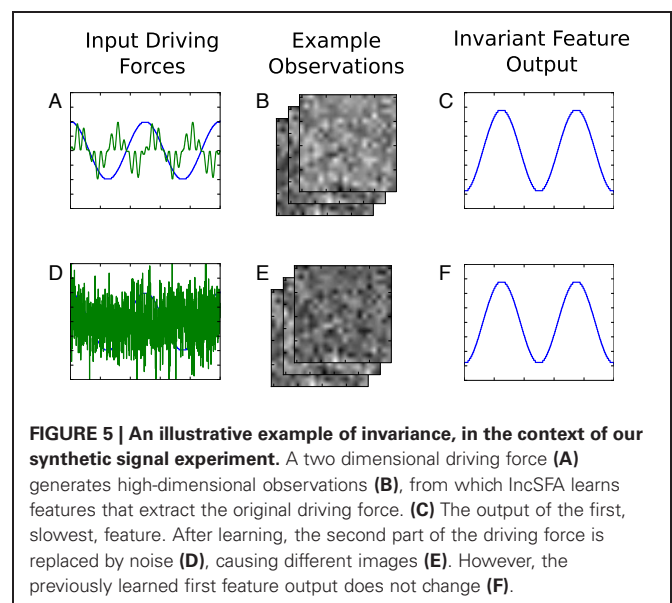 Input Driving
Forces
Example
Observations
Invariant Feature
Output
A
B
C
D
E
F
FIGURE 5 | An illustrative example of invariance, in the context of our
synthetic signal experiment. A two dimensional driving force (A)
generates high-dimensional observations (B), from which IncSFA learns
features that extract the original driving force. (C) The output of the first,
slowest, feature. After learning, the second part of the driving force is
replaced by noise (D), causing different images (E). However, the
previously learned first feature output does not change (F).